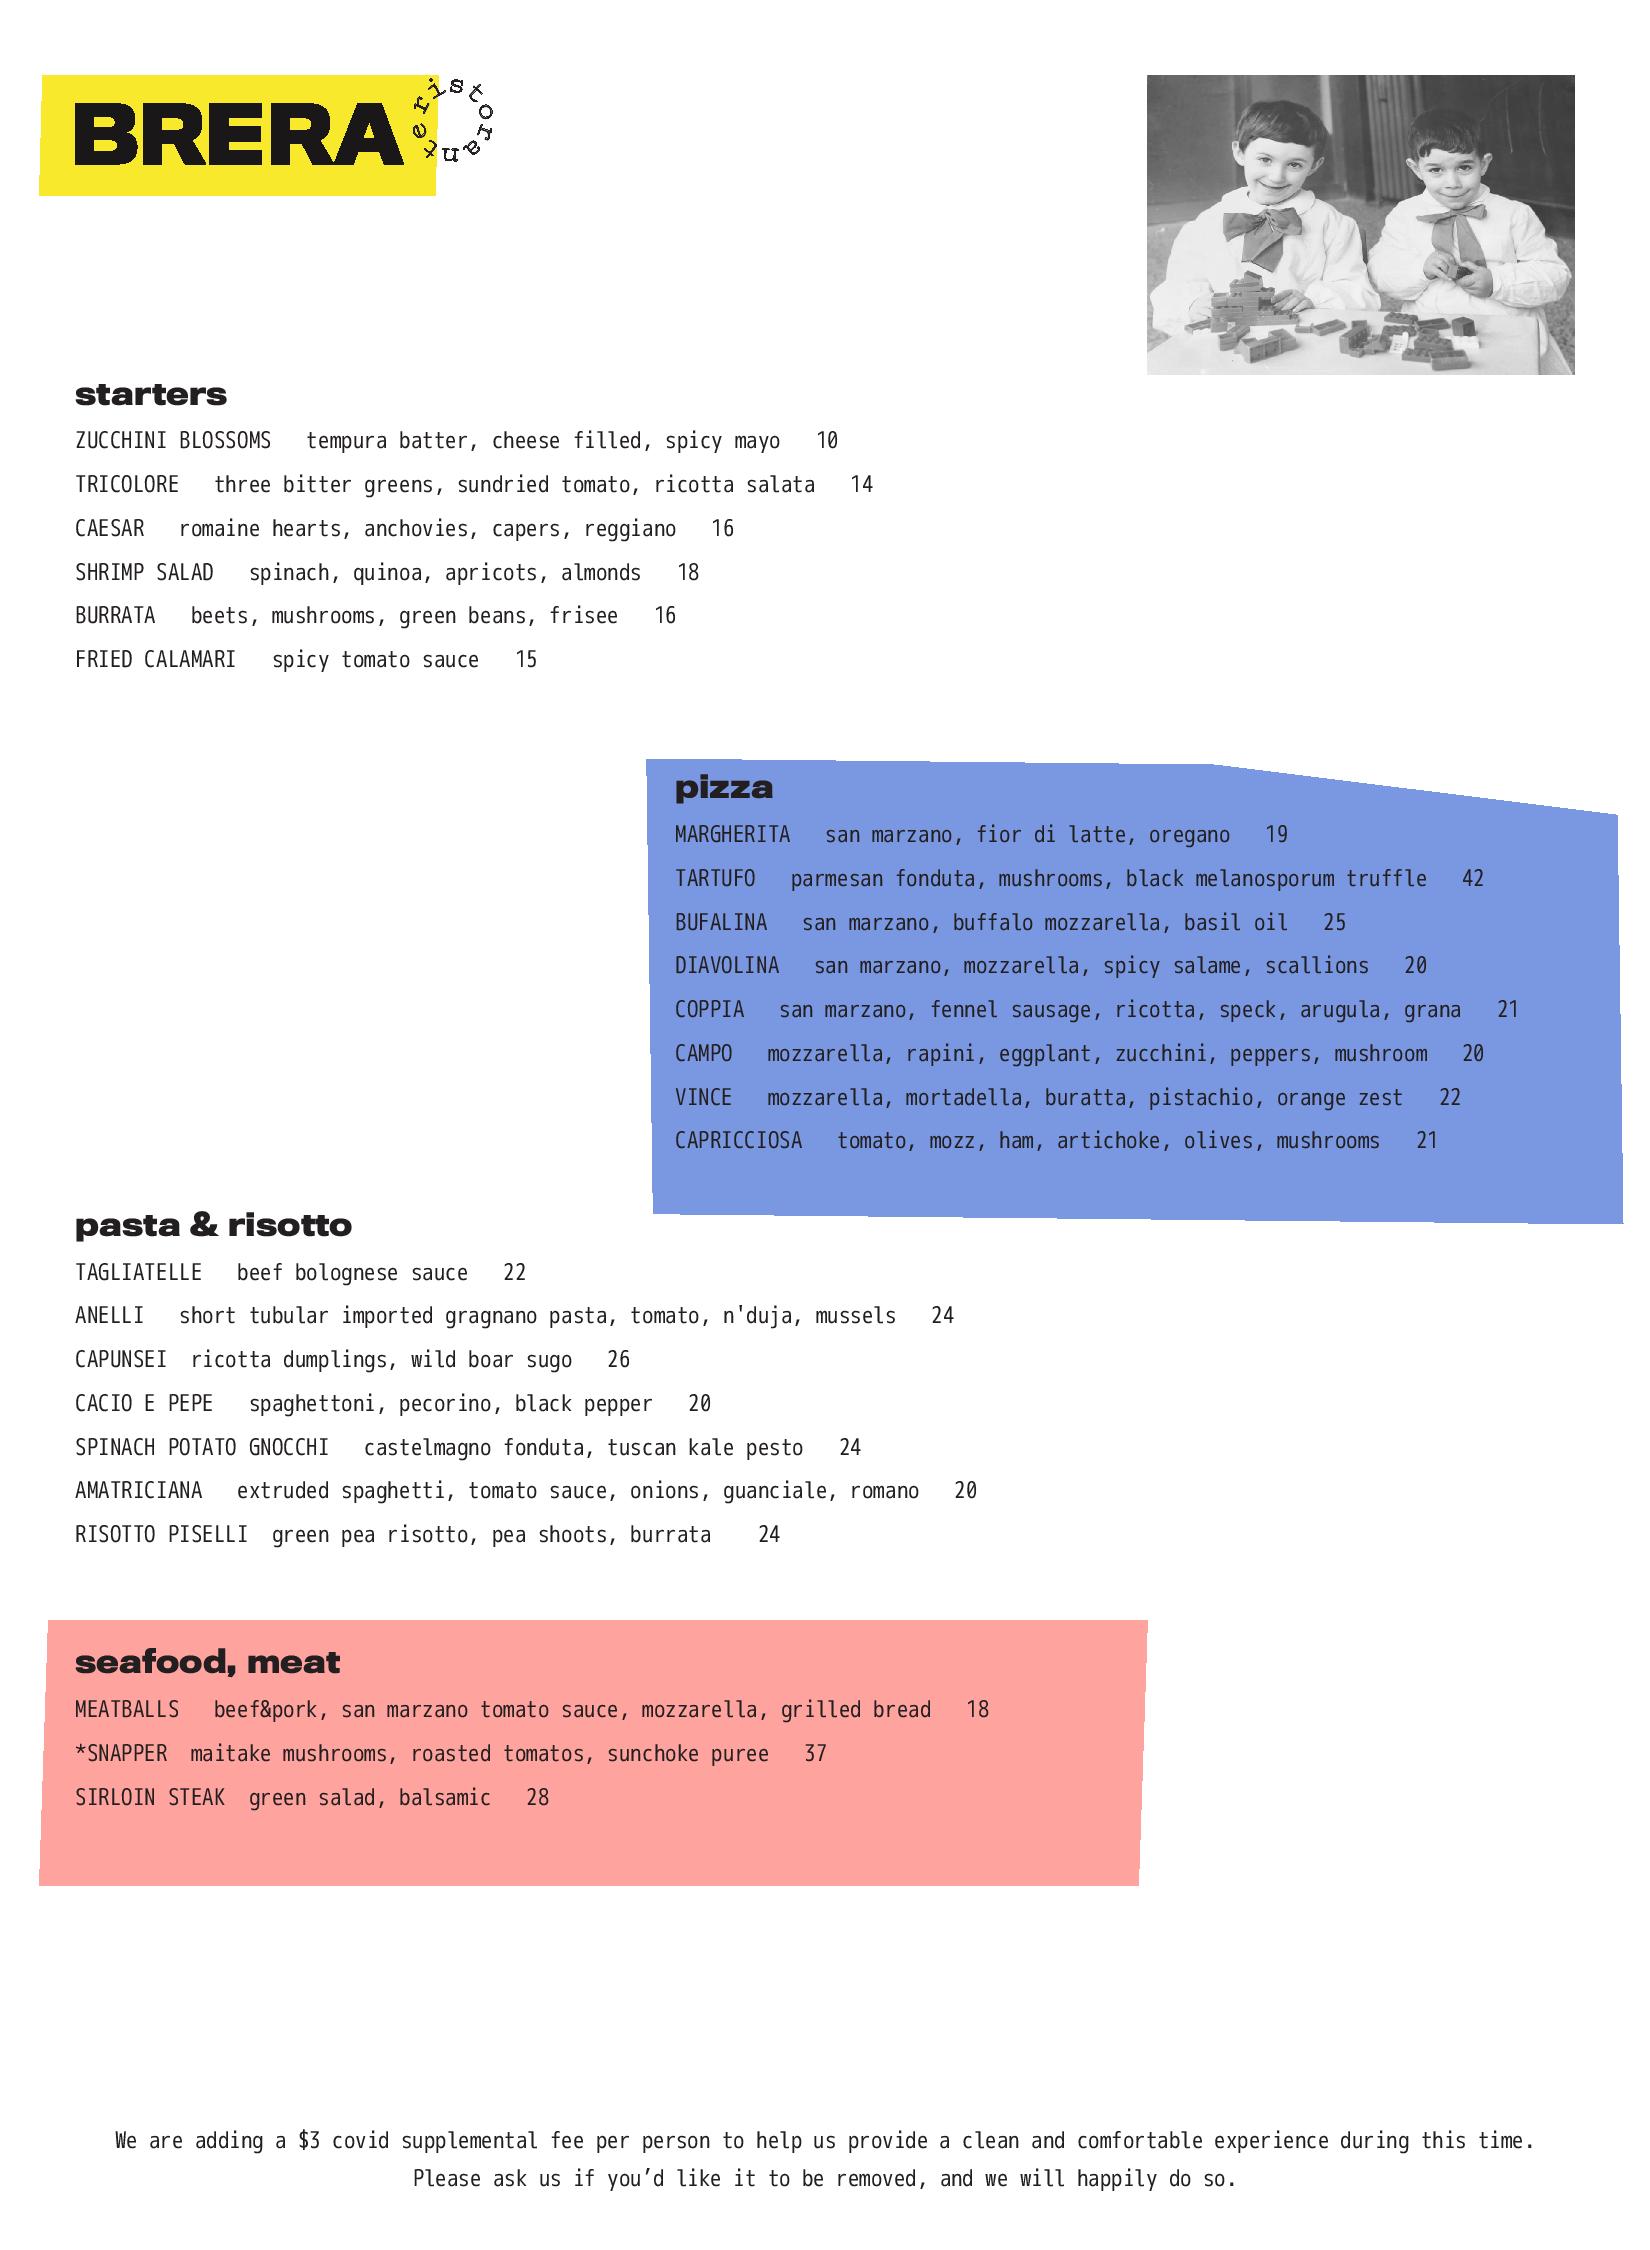 BRERA ristorante
starters
ZUCCHINI BLOSSOMS tempura batter, cheese filled, spicy mayo 10
TRICOLORE three bitter greens, sundried tomato, ricotta salata 14
CAESAR romaine hearts, anchovies, capers, reggiano 16
SHRIMP SALAD spinach, quinoa, apricots, almonds 18
BURRATA beets, mushrooms, green beans, frisee 16
FRIED CALAMARI spicy tomato sauce 15
pizza
MARGHERITA san marzano, fior di latte, oregano 19
TARTUFO parmesan fonduta, mushrooms, black melanosporum truffle 42
BUFALINA san marzano, buffalo mozzarella, basil oil 25
DIAVOLINA san marzano, mozzarella, spicy salame, scallions 20
COPPIA san marzano, fennel sausage, ricotta, speck, arugula, grana 21
CAMPO mozzarella, rapini, eggplant, zucchini, peppers, mushroom 20
VINCE mozzarella, mortadella, buratta, pistachio, orange zest 22
CAPRICCIOSA tomato, mozz, ham, artichoke, olives, mushrooms 21
pasta & risotto
TAGLIATELLE beef bolognese sauce 22
ANELLI short tubular imported gragnano pasta, tomato, n'duja, mussels 24
CAPUNSEI ricotta dumplings, wild boar sugo 26
CACIO E PEPE spaghettoni, pecorino, black pepper 20
SPINACH POTATO GNOCCHI castelmagno fonduta, tuscan kale pesto 24
AMATRICIANA extruded spaghetti, tomato sauce, onions, guanciale, romano 20
RISOTTO PISELLI green pea risotto, pea shoots, burrata 24
seafood, meat
MEATBALLS beef&pork, san marzano tomato sauce, mozzarella, grilled bread 18
*SNAPPER maitake mushrooms, roasted tomatos, sunchoke puree 37
SIRLOIN STEAK green salad, balsamic 28
We are adding a $3 covid supplemental fee per person to help us provide a clean and comfortable experience during this time.
Please ask us if you’d like it to be removed, and we will happily do so.